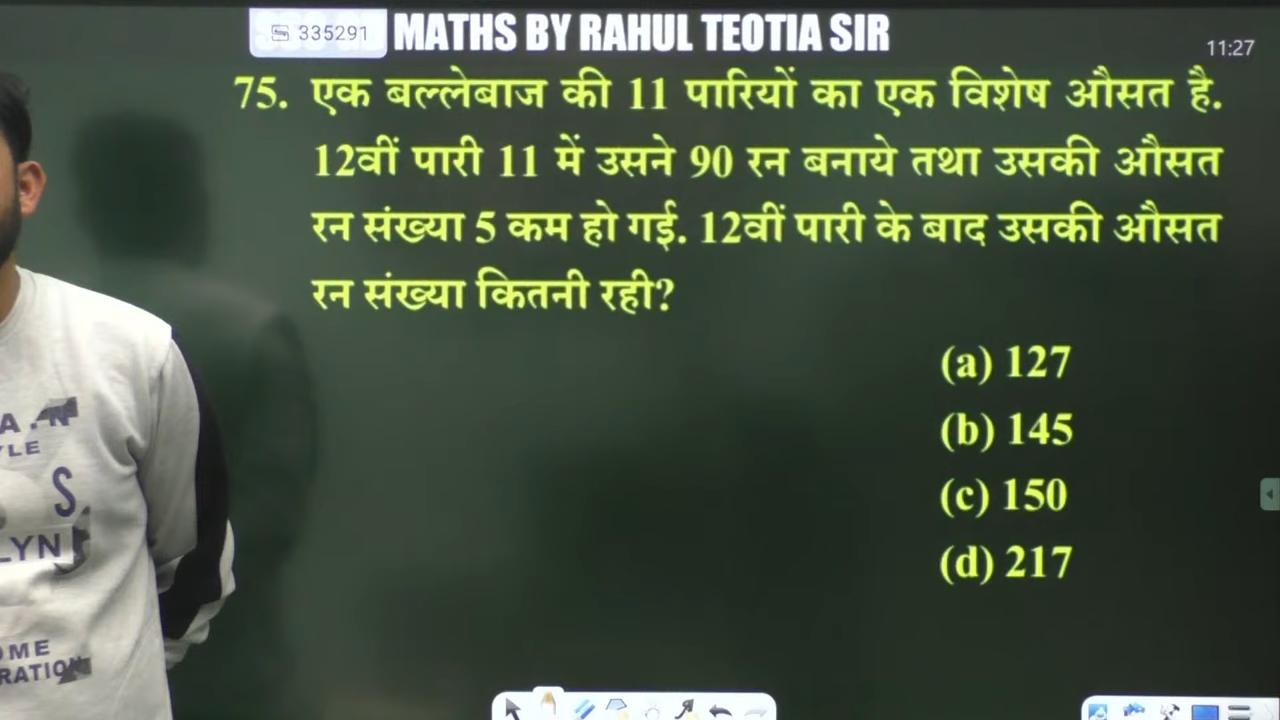 335291
MATHS BY RAHUL TEOTIA SIR
11:27
75. एक बल्लेबाज की 11 पारियों का एक विशेष औसत है.
12वीं पारी 11 में उसने 90 रन बनाये तथा उसकी औसत
रन संख्या 5 कम हो गई. 12वीं पारी के बाद उसकी औसत
रन संख्या कितनी रही?
(a) 127
(b) 145
(c) 150
(d) 217
S